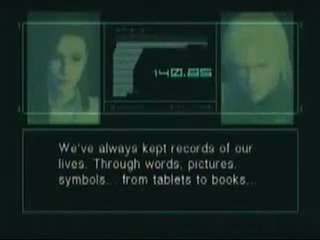 140.85
We've always kept records of our
lives. Through words, pictures,
symbols... from tablets to books...